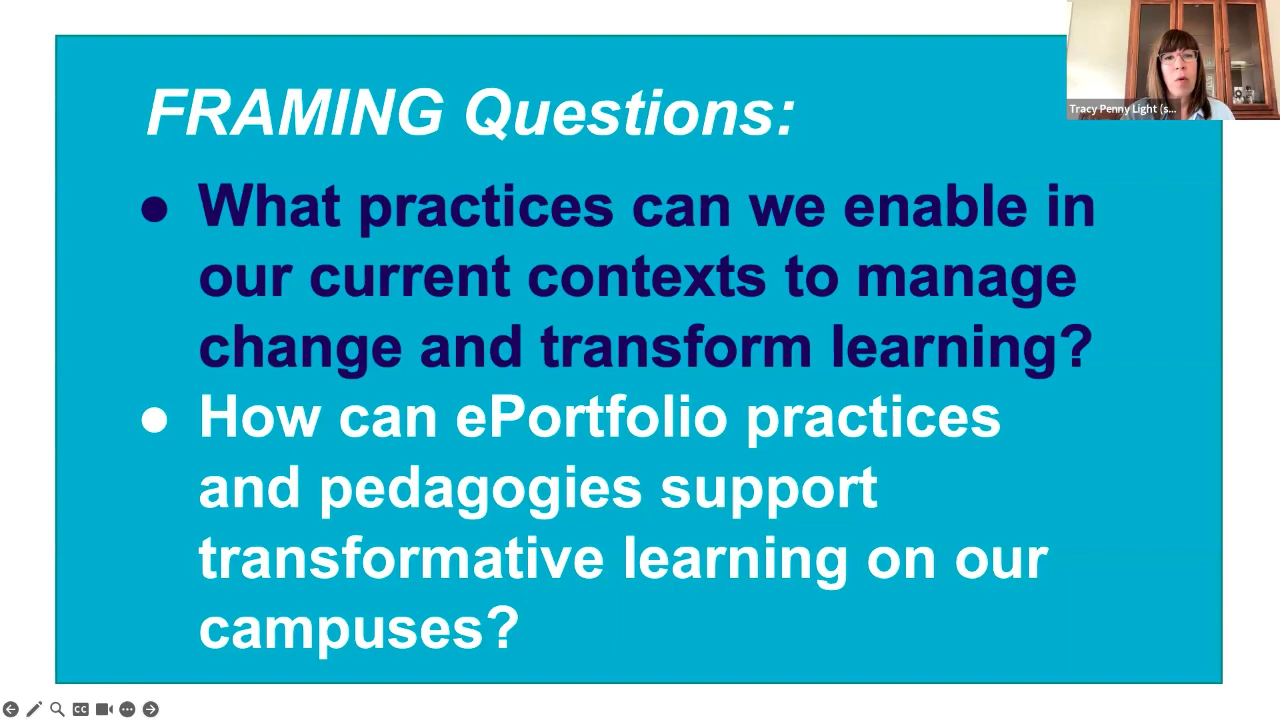 FRAMING Questions:
Tracy Penny Light (s...
● What practices can we enable in
our current contexts to manage
change and transform learning?
● How can ePortfolio practices
and pedagogies support
transformative learning on our
campuses?
CC